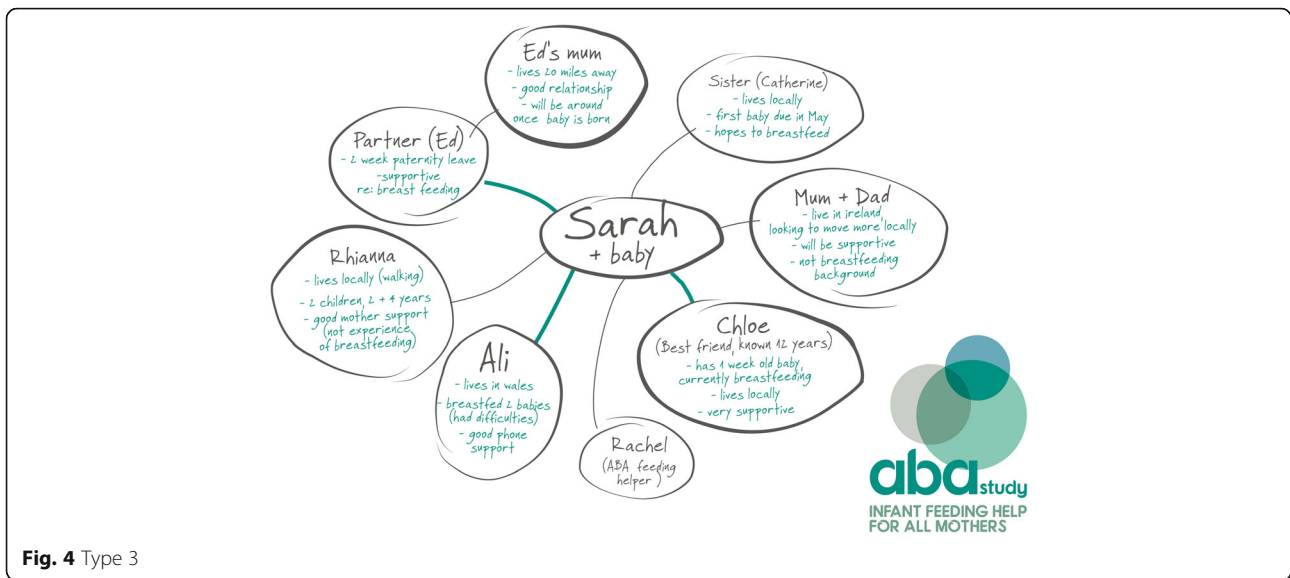 Ed's mum
- lives 20 miles away
- good relationship
- will be around
once baby is born
Sister (Catherine)
- lives locally
- first baby due in May
- hopes to breastfeed
Partner (Ed)
- 2 week paternity leave
-supportive
re: breast feeding
Sarah
+ baby
Mum + Dad
- live in ireland,
looking to move more locally
- will be supportive
- not breastfeeding
background
Rhianna
- lives locally (walking)
- 2 children, 2 + 4 years
- good mother support
(not experience
of breastfeeding)
Ali
- lives in wales
- breastfed 2 babies
(had difficulties)
- good phone
support
Rachel
(ABA feeding
helper)
Chloe
(Best friend, known 12 years)
- has 1 week old baby,
currently breastfeeding
- lives locally
- very supportive
aba study
INFANT FEEDING HELP
FOR ALL MOTHERS
Fig. 4 Type 3